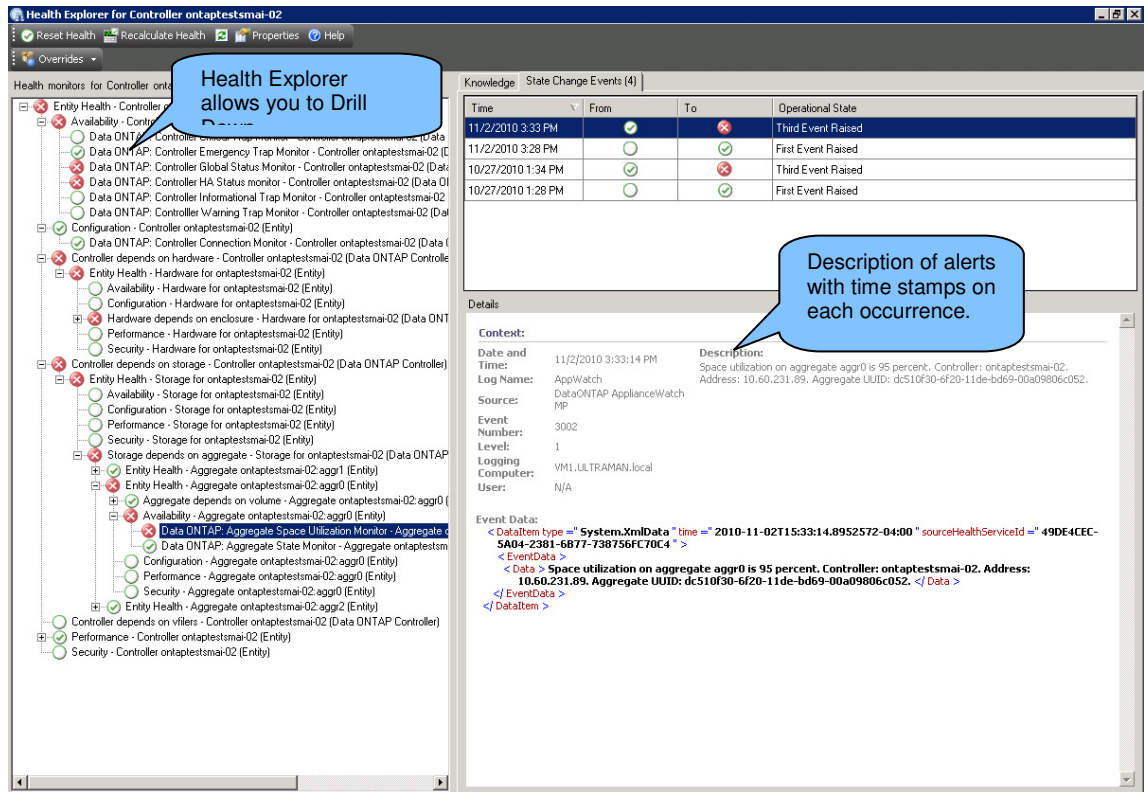 Health Explorer for Controller ontaptestsmai-02
Reset Health Recalculate Health Properties Help
Overrides
Health monitors for Controller
Health Explorer
allows you to Drill
Entity Health - Controller
Availability -
Data ONTAP: Controller Trap Monitor - Controller ontaptestsmai-02 (Data
Data ONTAP: Controller Emergency Trap Monitor - Controller ontaptestsmai-02 (D
Data ONTAP: Controller Global Status Monitor - Controller ontaptestsmai-02 (Data
Data ONTAP: Controller HA Status monitor - Controller ontaptestsmai-02 (Data O
Data ONTAP: Controller Informational Trap Monitor - Controller ontaptestsmai-02
Data ONTAP: Controlller Warning Trap Monitor - Controller ontaptestsmai-02 (Da
Configuration - Controller ontaptestsmai-02 (Entity)
Data ONTAP: Controller Connection Monitor - Controller ontaptestsmai-02 (Data
Controller depends on hardware - Controller ontaptestsmai-02 (Data ONTAP Controlle
Entity Health - Hardware for ontaptestsmai-02 (Entity)
Availability - Hardware for ontaptestsmai-02 (Entity)
Configuration - Hardware for ontaptestsmai-02 (Entity)
Hardware depends on enclosure - Hardware for ontaptestsmai-02 (Data ONT
Performance - Hardware for ontaptestsmai-02 (Entity)
Security - Hardware for ontaptestsmai-02 (Entity)
Controller depends on storage - Controller ontaptestsmai-02 (Data ONTAP Controller)
Entity Health - Storage for ontaptestsmai-02 (Entity)
Availability - Storage for ontaptestsmai-02 (Entity)
Configuration - Storage for ontaptestsmai-02 (Entity)
Performance - Storage for ontaptestsmai-02 (Entity)
Security - Storage for ontaptestsmai-02 (Entity)
Storage depends on aggregate - Storage for ontaptestsmai-02 (Data ONTAP
Entity Health - Aggregate ontaptestsmai-02:aggr1 (Entity)
Entity Health - Aggregate ontaptestsmai-02:aggr0 (Entity)
Aggregate depends on volume - Aggregate ontaptestsmai-02:aggr0 (
Availability - Aggregate ontaptestsmai-02:aggr0 (Entity)
Data ONTAP: Aggregate Space Utilization Monitor - Aggregate
Data ONTAP: Aggregate State Monitor - Aggregate ontaptestsm
Configuration - Aggregate ontaptestsmai-02:aggr0 (Entity)
Performance - Aggregate ontaptestsmai-02:aggr0 (Entity)
Security - Aggregate ontaptestsmai-02:aggr0 (Entity)
Entity Health - Aggregate ontaptestsmai-02:aggr2 (Entity)
Controller depends on vfilers - Controller ontaptestsmai-02 (Data ONTAP Controller)
Performance - Controller ontaptestsmai-02 (Entity)
Security - Controller ontaptestsmai-02 (Entity)
Knowledge State Change Events (4)
Time From To Operational State
11/2/2010 3:33 PM Third Event Raised
11/2/2010 3:28 PM First Event Raised
10/27/2010 1:34 PM Third Event Raised
10/27/2010 1:28 PM First Event Raised
Description of alerts
with time stamps on
each occurrence.
Details
Context:
Date and Time: 11/2/2010 3:33:14 PM
Log Name: AppWatch
Source: DataONTAP ApplianceWatch MP
Event Number: 3002
Level: 1
Logging Computer: VM1.ULTRAMAN.local
User: N/A
Description:
Space utilization on aggregate aggr0 is 95 percent. Controller: ontaptestsmai-02.
Address: 10.60.231.89. Aggregate UUID: dc510f30-6f20-11de-bd69-00a09806c052.
Event Data:
< DataItem type =" System.XmlData " time =" 2010-11-02T15:33:14.8952572-04:00 " sourceHealthServiceId =" 49DE4CEC-
5A04-2381-6B77-738756FC70C4 " >
< EventData >
< Data > Space utilization on aggregate aggr0 is 95 percent. Controller: ontaptestsmai-02. Address:
10.60.231.89. Aggregate UUID: dc510f30-6f20-11de-bd69-00a09806c052. </ Data >
</ EventData >
</ DataItem >